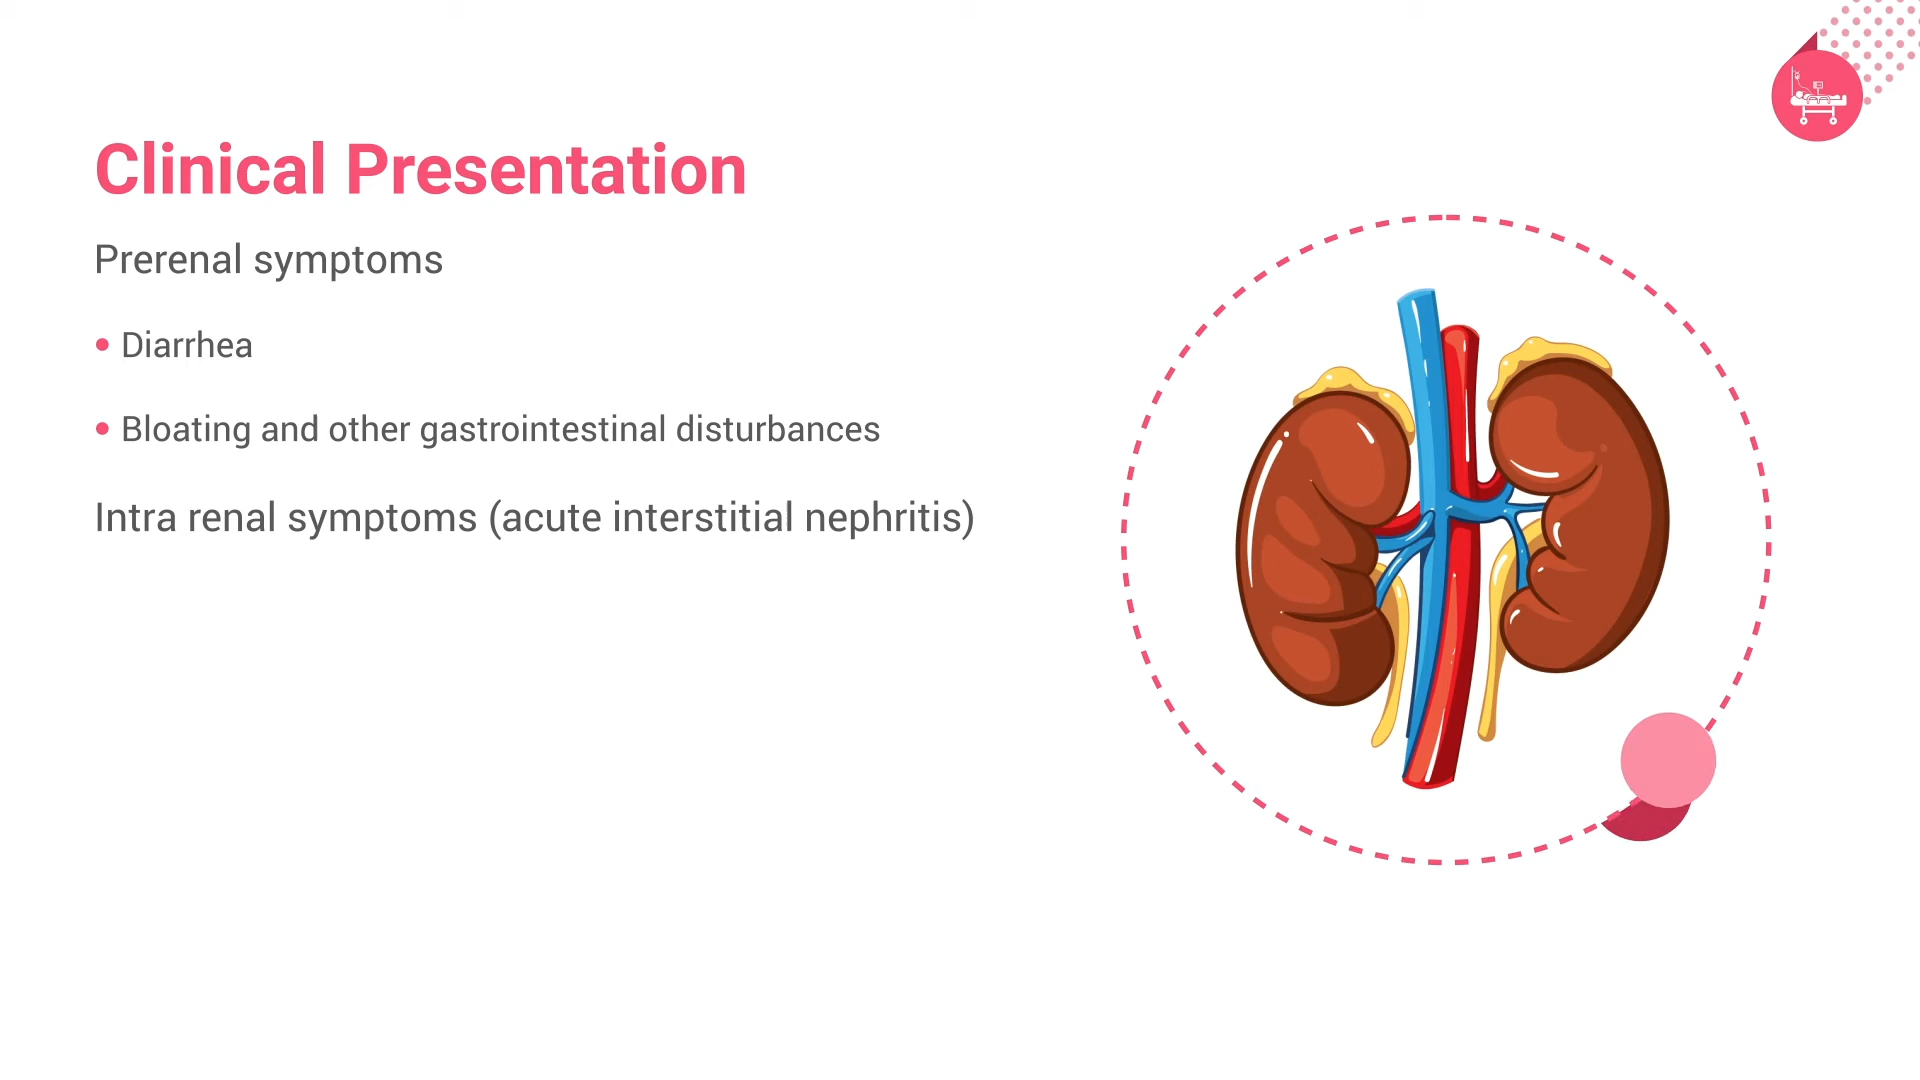 Clinical Presentation
Prerenal symptoms
• Diarrhea
• Bloating and other gastrointestinal disturbances
Intra renal symptoms (acute interstitial nephritis)